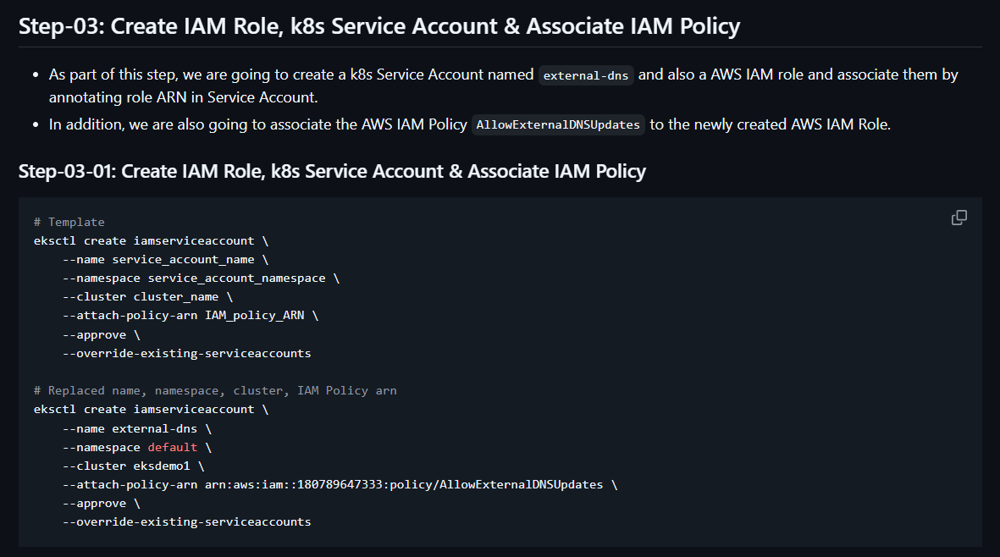 Step-03: Create IAM Role, k8s Service Account & Associate IAM Policy
As part of this step, we are going to create a k8s Service Account named external-dns and also a AWS IAM role and associate them by
annotating role ARN in Service Account.
In addition, we are also going to associate the AWS IAM Policy AllowExternalDNSUpdates to the newly created AWS IAM Role.
Step-03-01: Create IAM Role, k8s Service Account & Associate IAM Policy
# Template
eksctl create iamserviceaccount \
    --name service_account_name \
    --namespace service_account_namespace \
    --cluster cluster_name \
    --attach-policy-arn IAM_policy_ARN \
    --approve \
    --override-existing-serviceaccounts
# Replaced name, namespace, cluster, IAM Policy arn
eksctl create iamserviceaccount \
    --name external-dns \
    --namespace default \
    --cluster eksdemo1 \
    --attach-policy-arn arn:aws:iam::180789647333:policy/AllowExternalDNSUpdates \
    --approve \
    --override-existing-serviceaccounts